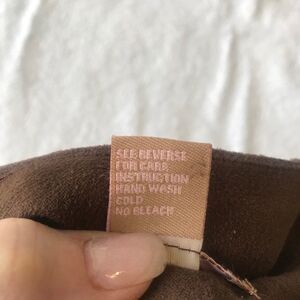 SEE REVERSE
FOR CARE
INSTRUCTION
HAND WASH
COLD
NO BLEACH